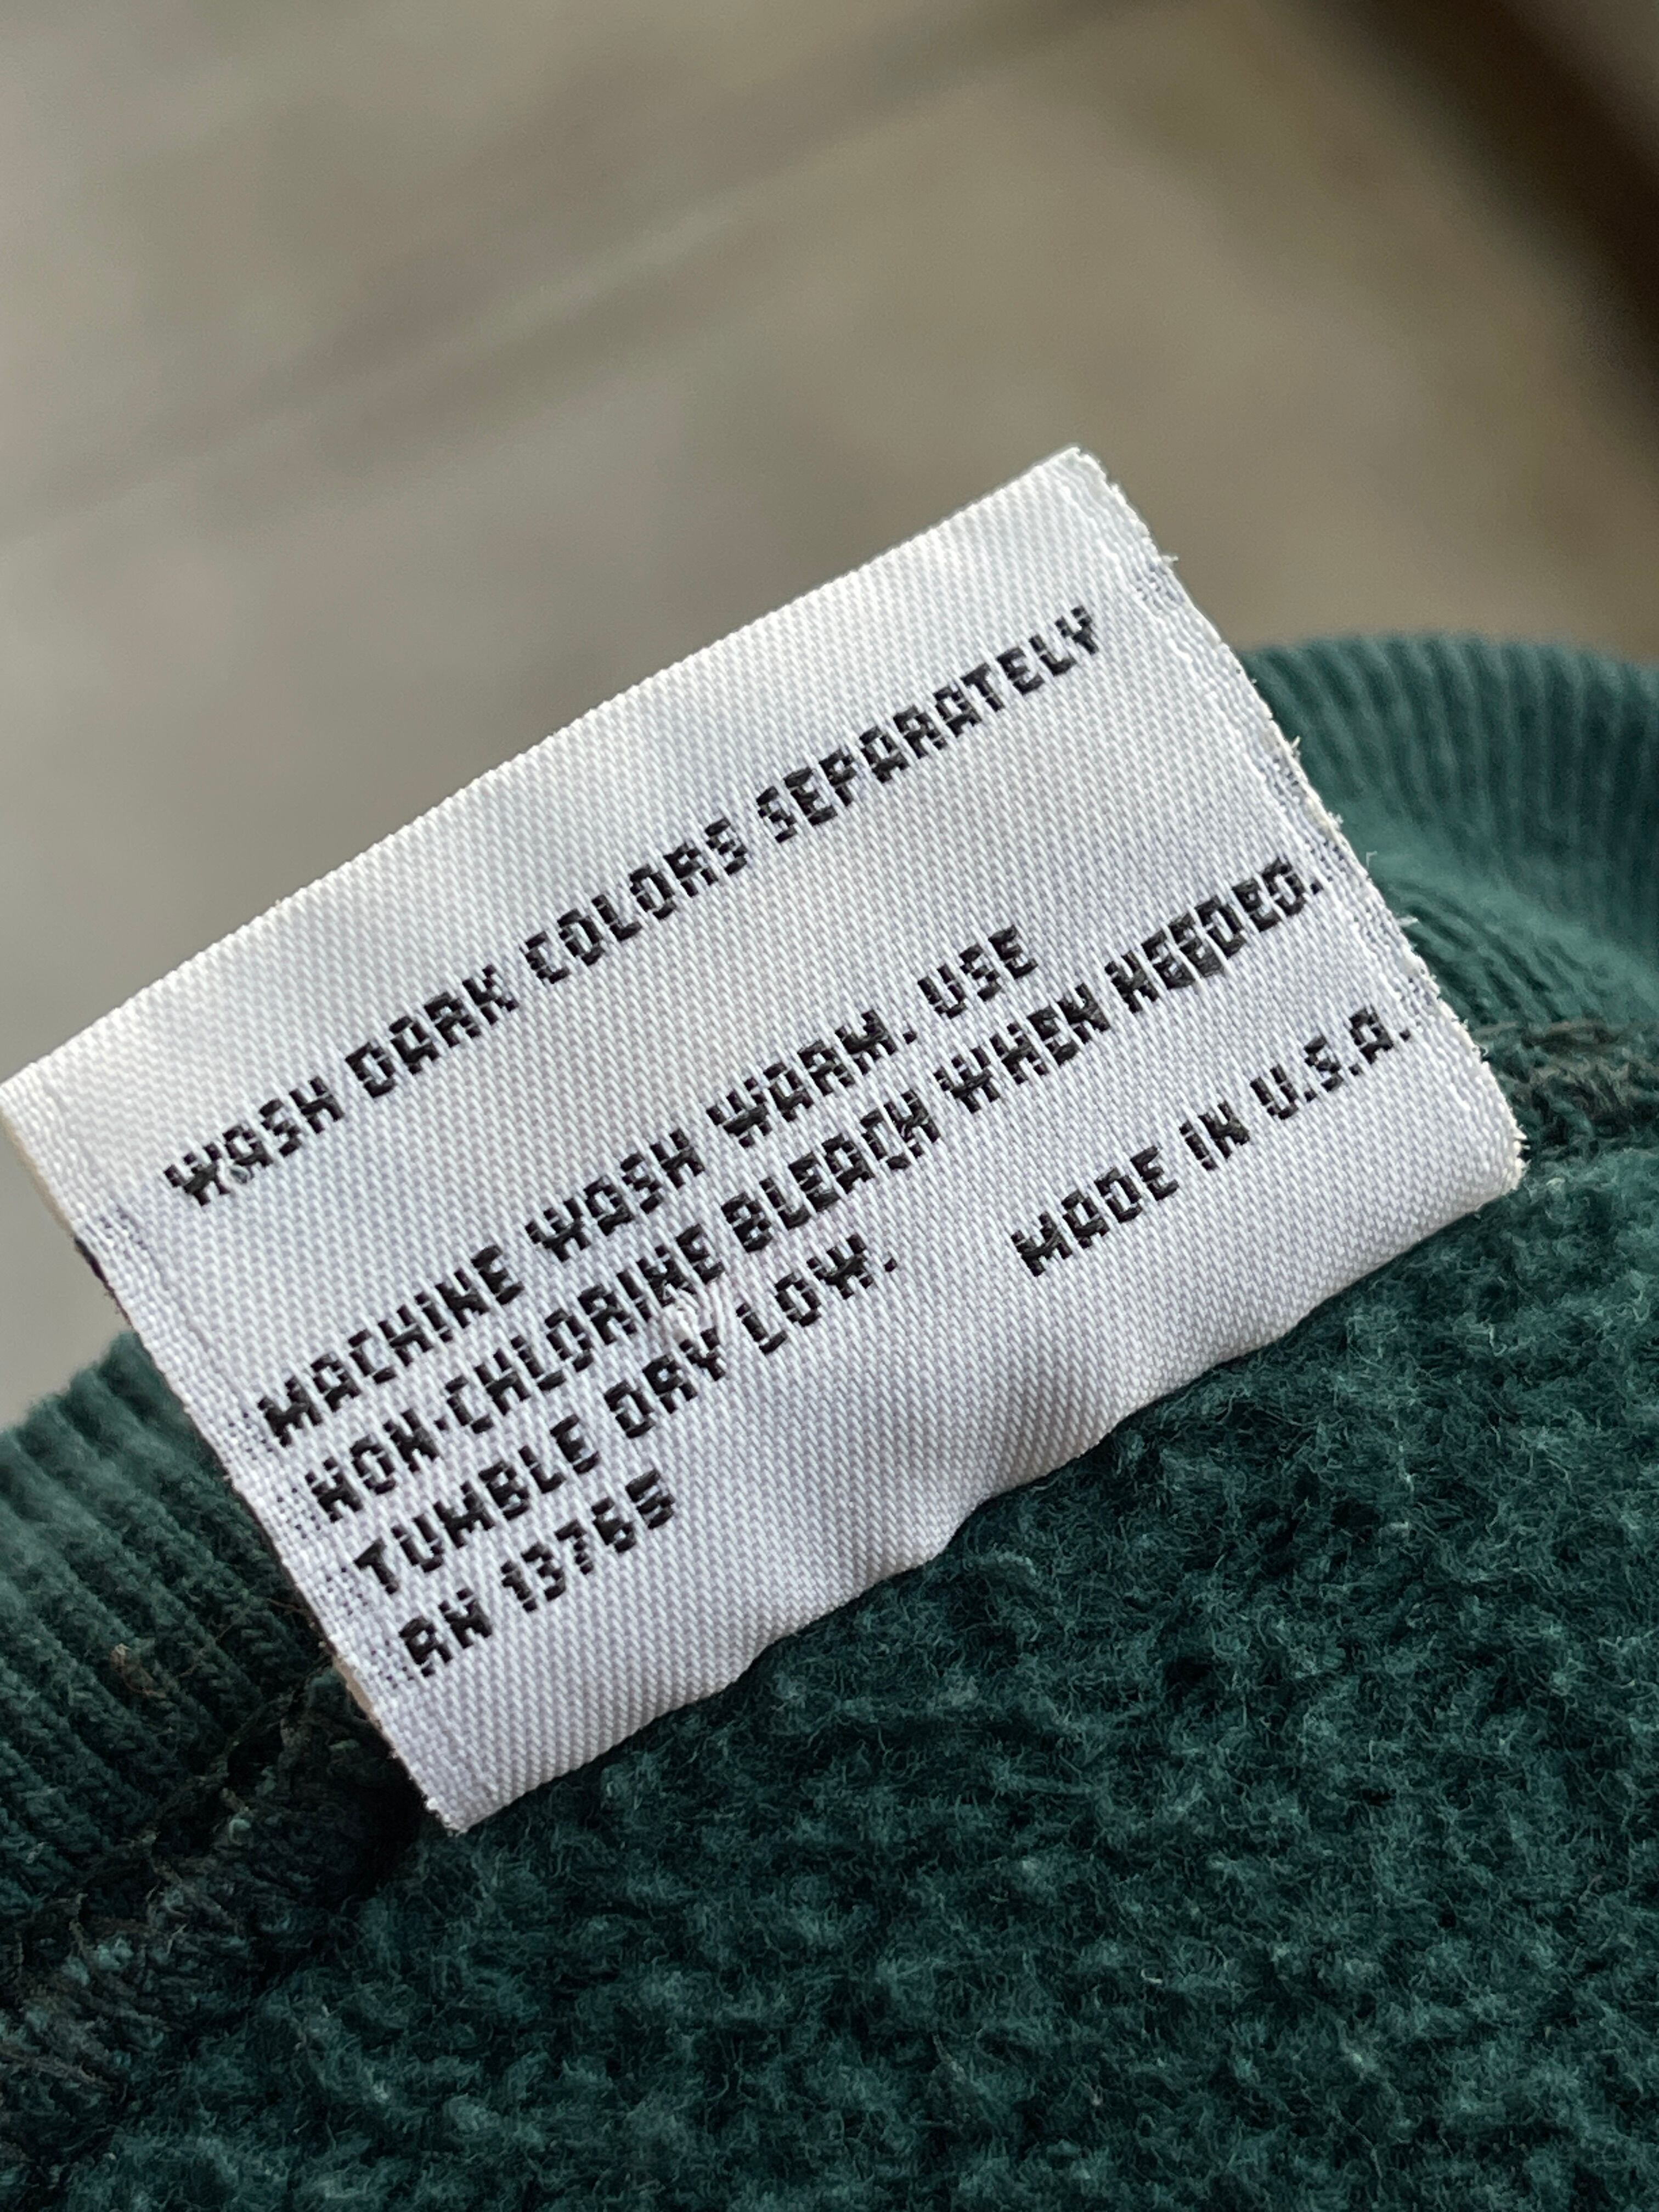 WASH DARK COLORS SEPARATELY
MACHINE WASH WARM. USE
NON-CHLORINE BLEACH WHEN NEEDED.
TUMBLE DRY LOW. MADE IN U.S.A.
RN 13765